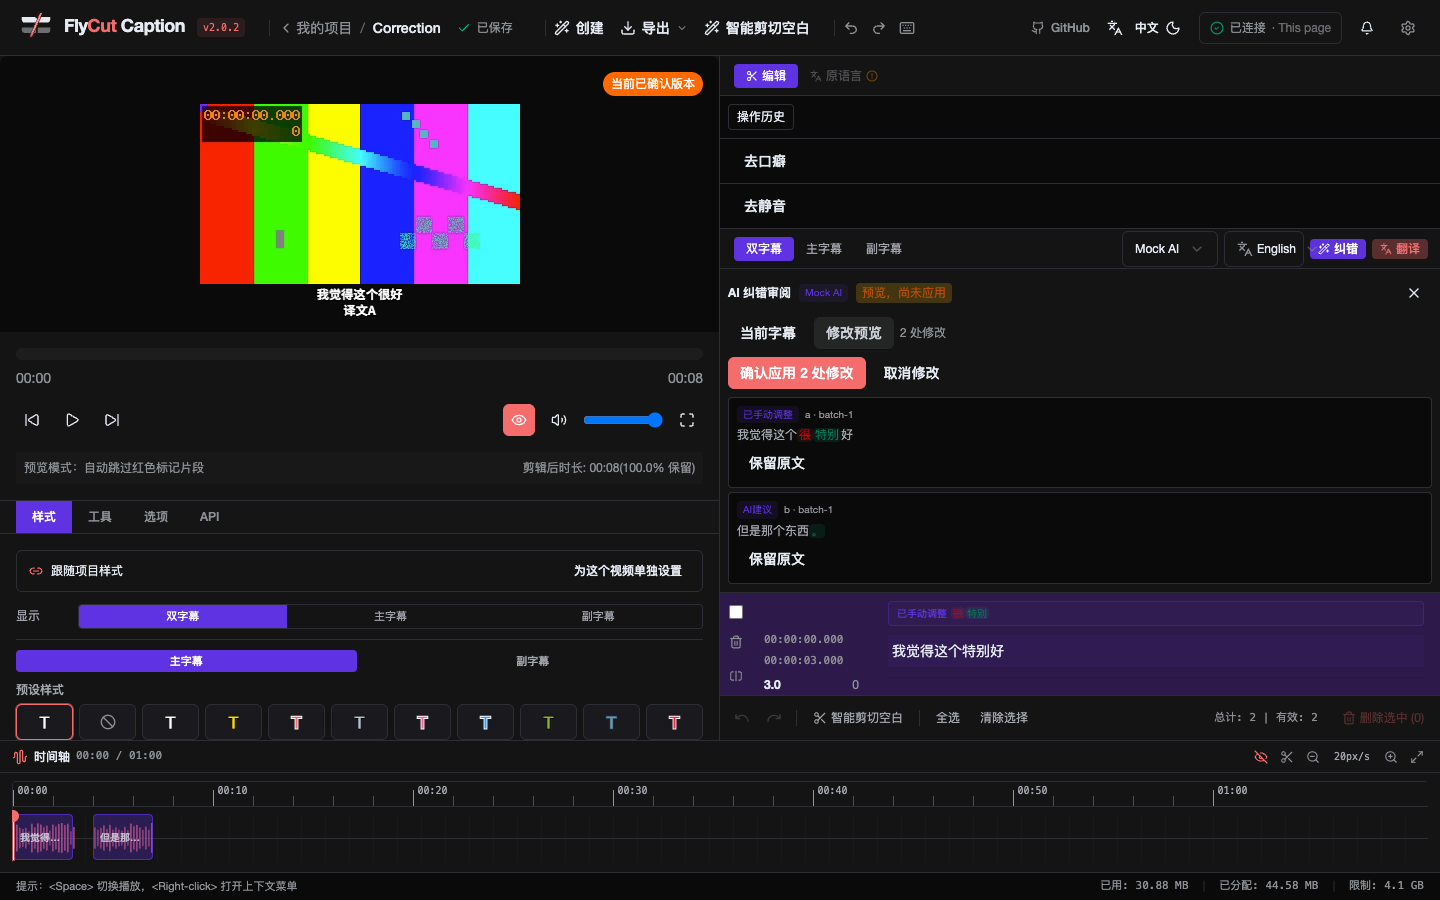 FlyCut Caption v2.0.2 我的项目 / Correction 已保存 创建 导出 智能剪切空白 GitHub 中文 已连接 · This page
当前已确认版本
00:00:00.000
0
我觉得这个很好
译文A
00:00 00:08
预览模式：自动跳过红色标记片段 剪辑后时长: 00:08(100.0% 保留)
样式 工具 选项 API
跟随项目样式 为这个视频单独设置
显示 双字幕 主字幕 副字幕
主字幕 副字幕
预设样式
T T T T T T T T T T
编辑 原语言
操作历史
去口癖
去静音
双字幕 主字幕 副字幕 Mock AI English 纠错 翻译
AI 纠错审阅 Mock AI 预览，尚未应用
当前字幕 修改预览 2 处修改
确认应用 2 处修改 取消修改
已手动调整 a · batch-1
我觉得这个很特别好
保留原文
AI建议 b · batch-1
但是那个东西。
保留原文
已手动调整 很特别
00:00:00.000
00:00:03.000
我觉得这个特别好
3.0 0
智能剪切空白 全选 清除选择 总计: 2 | 有效: 2 删除选中 (0)
时间轴 00:00 / 01:00 20px/s
00:00 00:10 00:20 00:30 00:40 00:50 01:00
我觉得... 但是那...
提示：<Space> 切换播放，<Right-click> 打开上下文菜单 已用: 30.88 MB 已分配: 44.58 MB 限制: 4.1 GB